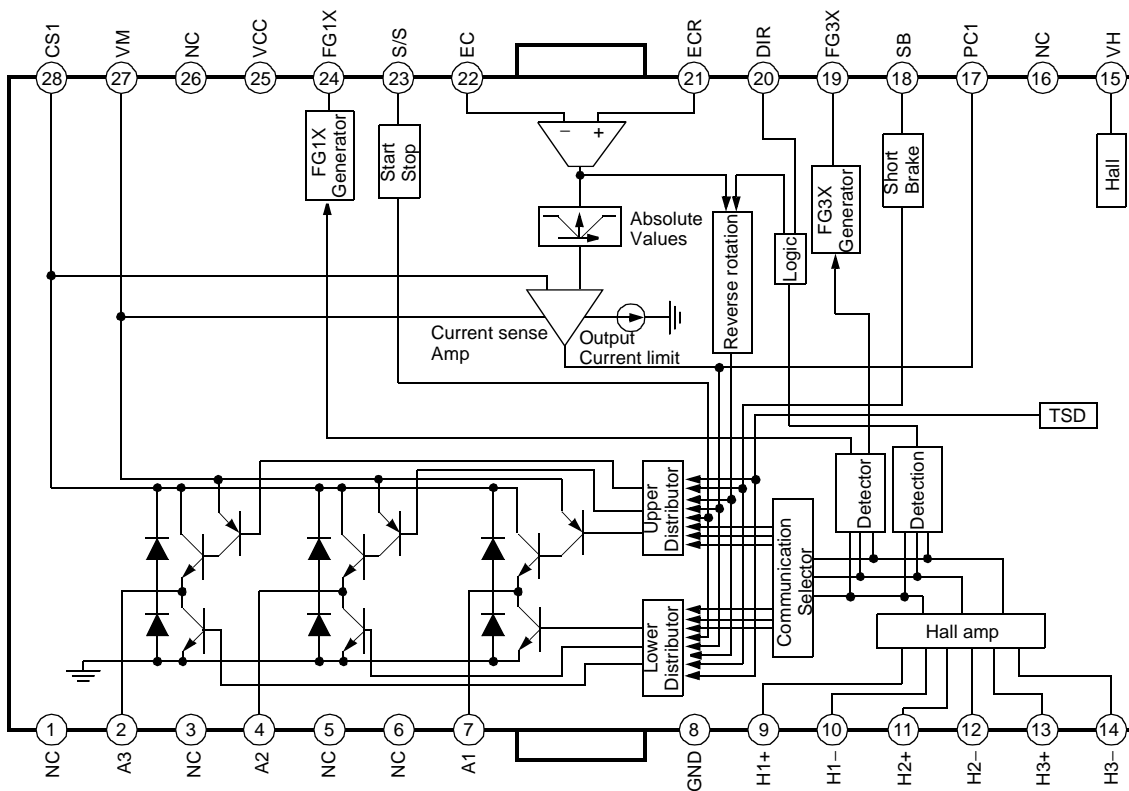 CS1
VM
NC
VCC
FG1X
S/S
EC
ECR
DIR
FG3X
SB
PC1
NC
VH
28
27
26
25
24
23
22
21
20
19
18
17
16
15
FG1X
Generator
Start
Stop
− +
Absolute
Values
Reverse rotation
Logic
FG3X
Generator
Short
Brake
Hall
Current sense
Amp
Output
Current limit
TSD
Upper
Distributor
Lower
Distributor
Communication
Selector
Detector
Detection
Hall amp
1
2
3
4
5
6
7
8
9
10
11
12
13
14
NC
A3
NC
A2
NC
NC
A1
GND
H1+
H1−
H2+
H2−
H3+
H3−